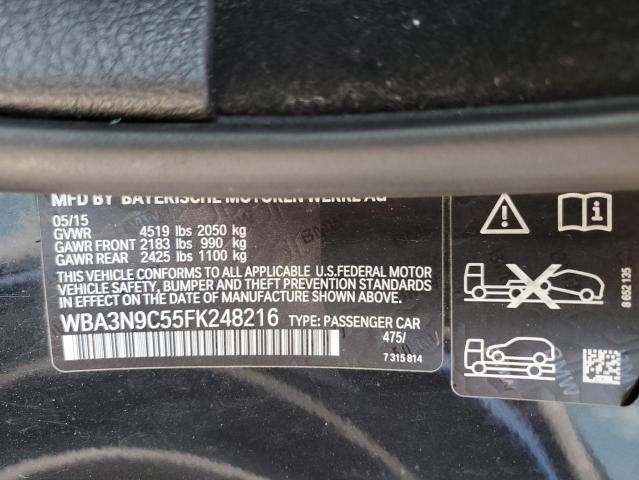 MFD BY BAYERISCHE MOTOREN WERKE AG
05/15
GVWR 4519 lbs 2050 kg
GAWR FRONT 2183 lbs 990 kg
GAWR REAR 2425 lbs 1100 kg
THIS VEHICLE CONFORMS TO ALL APPLICABLE U.S.FEDERAL MOTOR
VEHICLE SAFETY, BUMPER, AND THEFT PREVENTION STANDARDS
IN EFFECT ON THE DATE OF MANUFACTURE SHOWN ABOVE.
WBA3N9C55FK248216 TYPE: PASSENGER CAR
475/
7 315 814
8 652 135
BMW
BMW